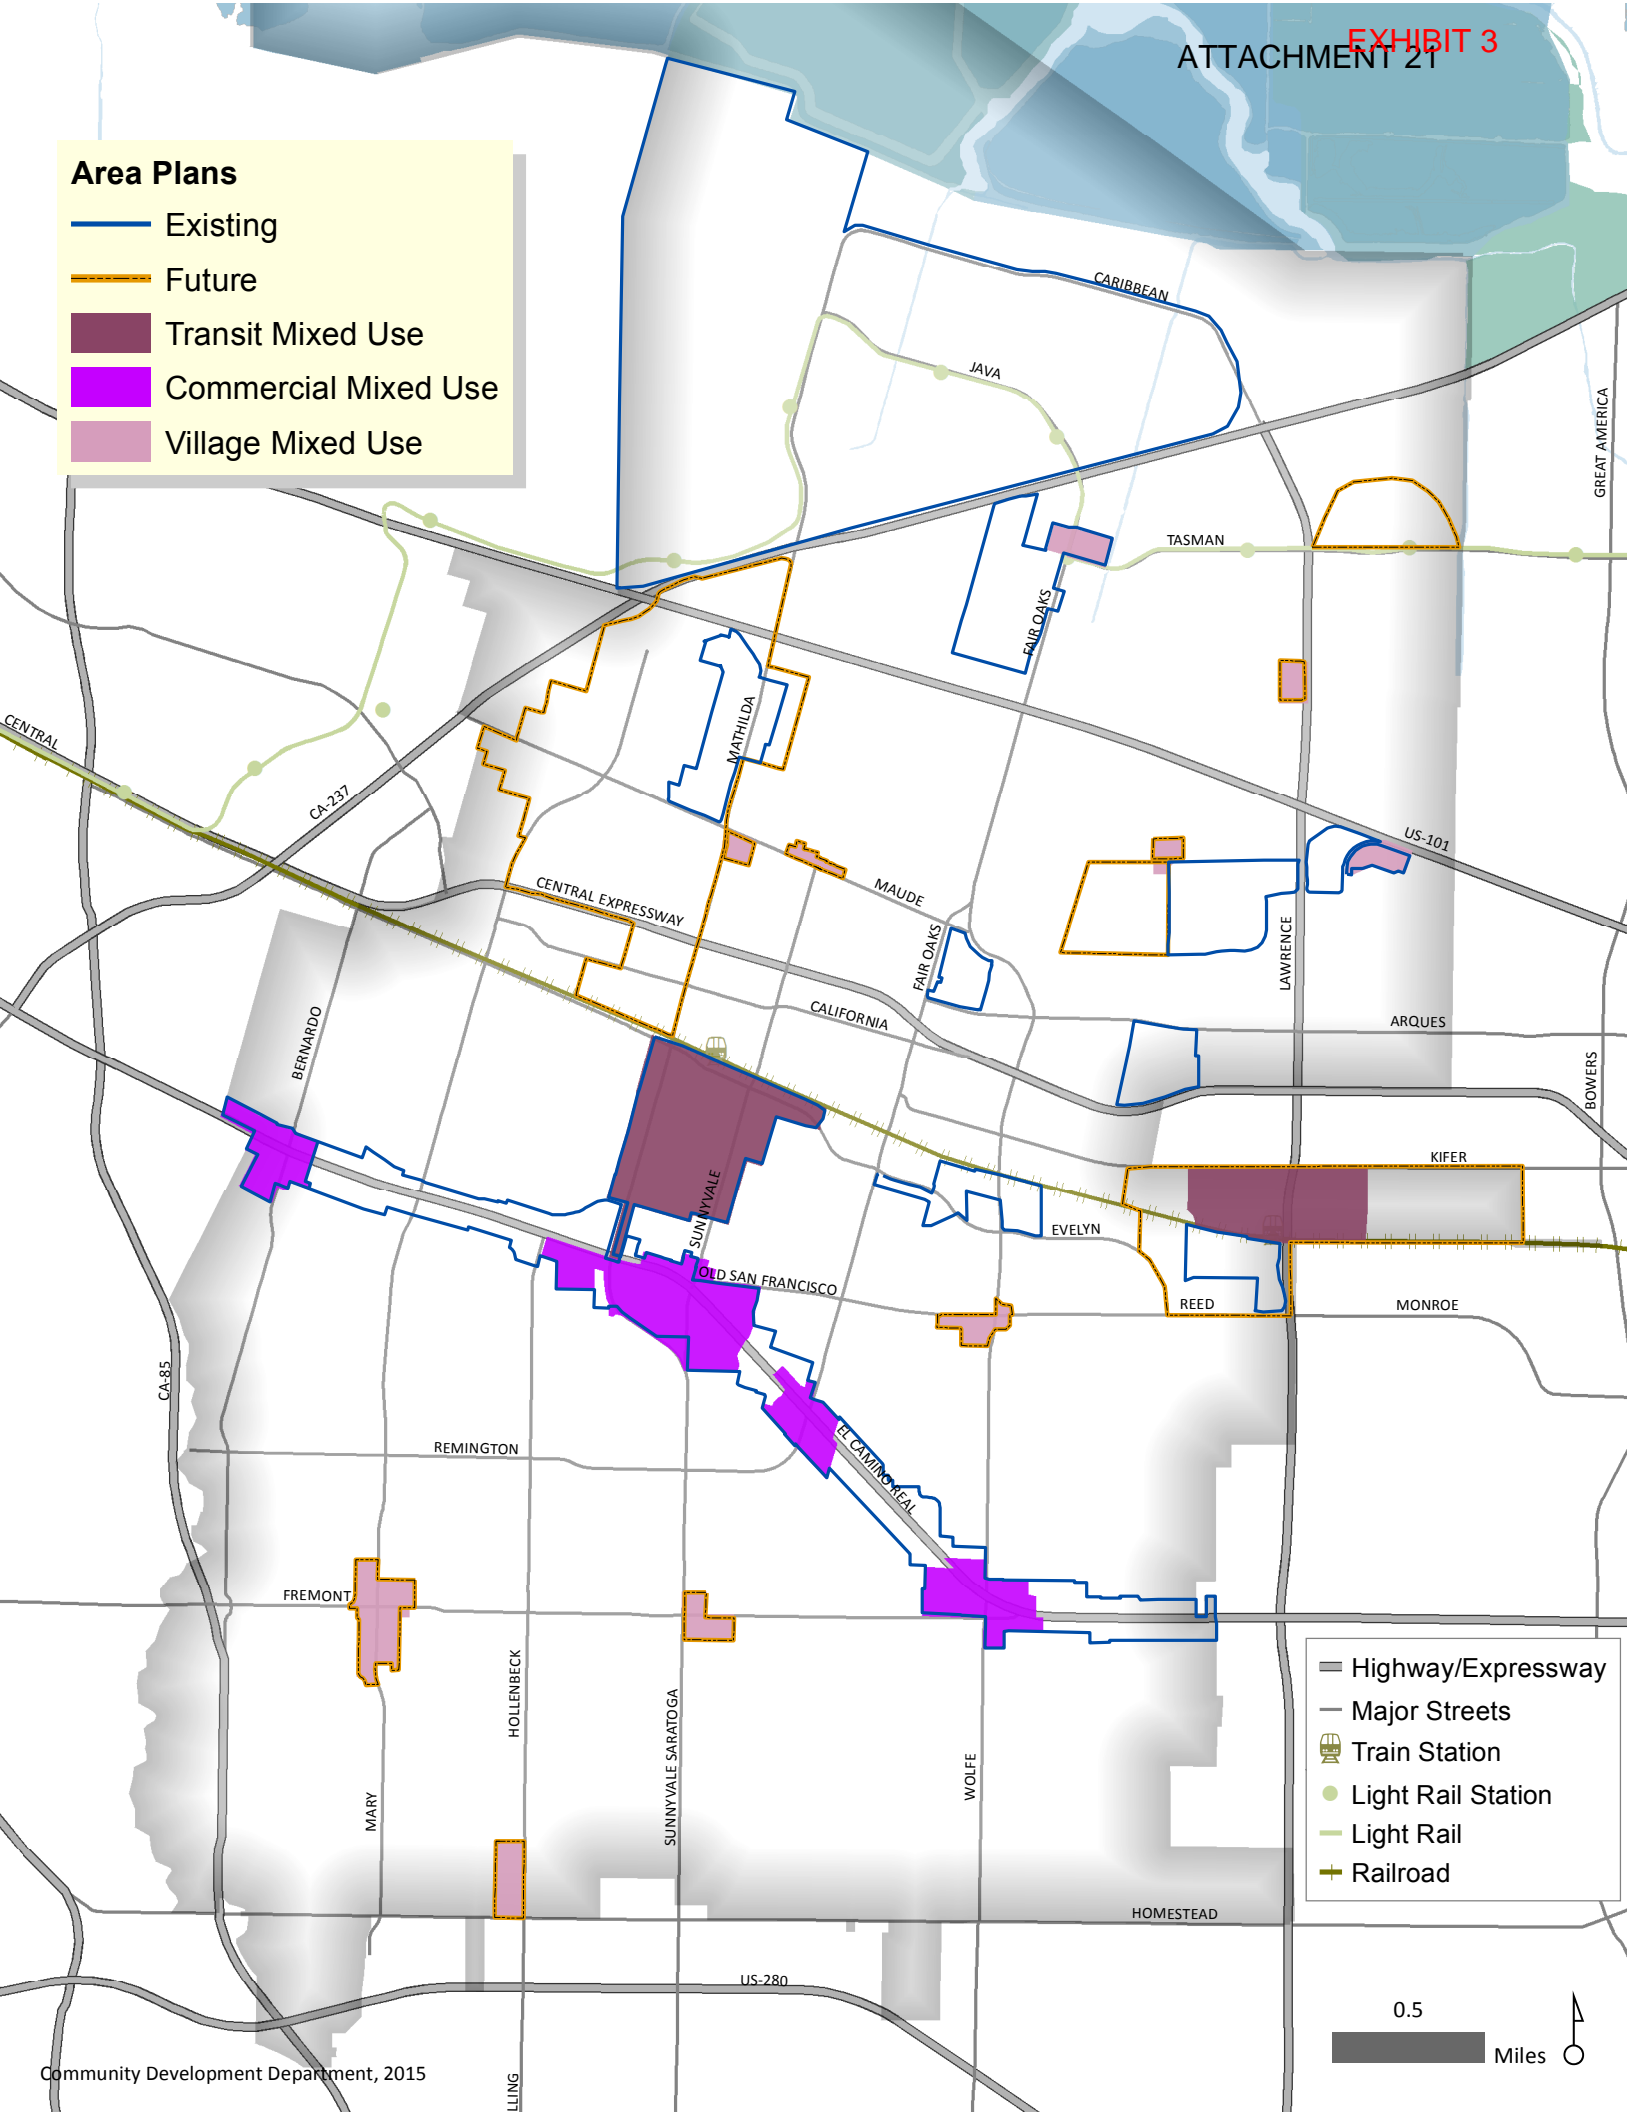 EXHIBIT 3
ATTACHMENT 21
Area Plans
Existing
Future
Transit Mixed Use
Commercial Mixed Use
Village Mixed Use
CARIBBEAN
JAVA
GREAT AMERICA
TASMAN
FAIR OAKS
MATHILDA
CENTRAL
CA-237
US-101
CENTRAL EXPRESSWAY
MAUDE
FAIR OAKS
LAWRENCE
CALIFORNIA
ARQUES
BERNARDO
BOWERS
KIFER
SUNNYVALE
EVELYN
OLD SAN FRANCISCO
REED
MONROE
CA-85
REMINGTON
EL CAMINO REAL
FREMONT
HOLLENBECK
SUNNYVALE SARATOGA
WOLFE
MARY
Highway/Expressway
Major Streets
Train Station
Light Rail Station
Light Rail
Railroad
HOMESTEAD
US-280
0.5
Miles
Community Development Department, 2015
LLING